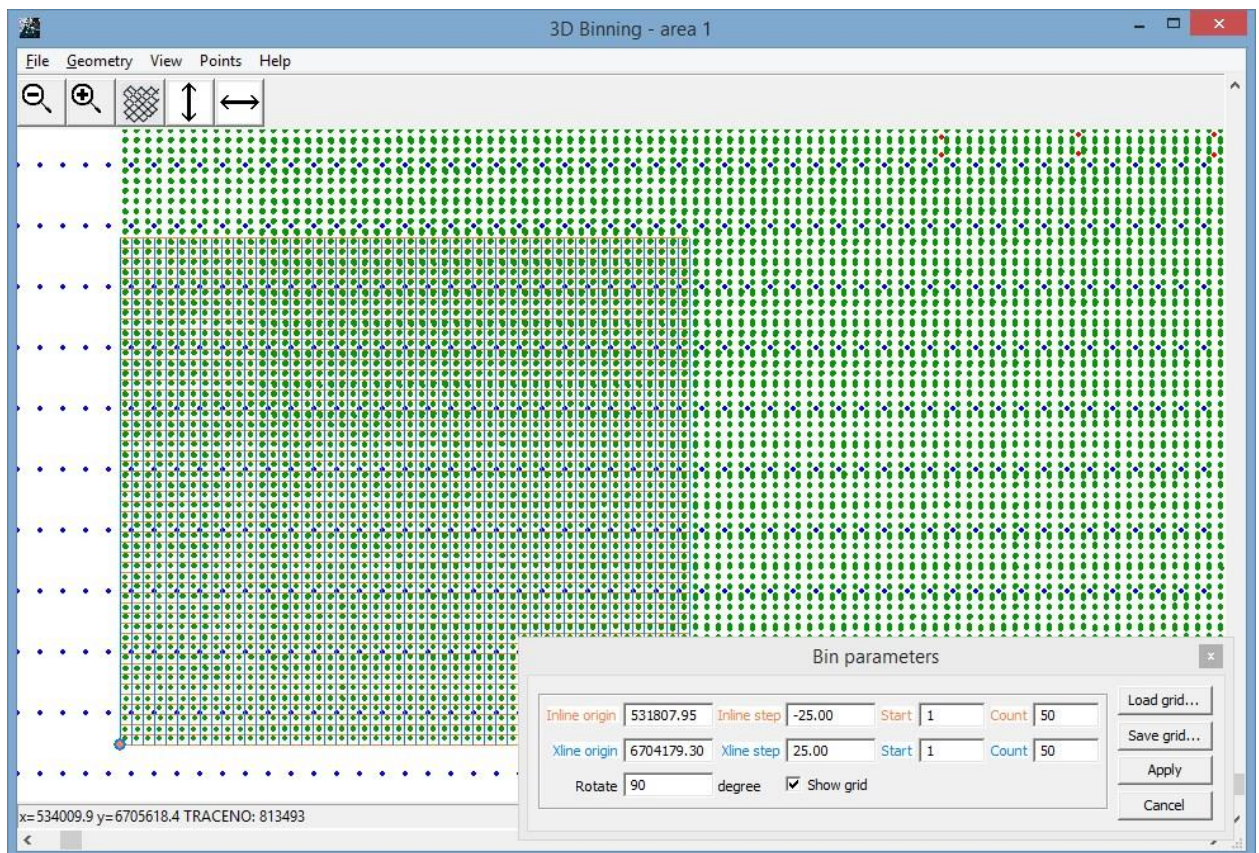 3D Binning - area 1
File Geometry View Points Help
Bin parameters
Inline origin 531807.95 Inline step -25.00 Start 1 Count 50 Load grid...
Xline origin 6704179.30 Xline step 25.00 Start 1 Count 50 Save grid...
Rotate 90 degree Show grid Apply
Cancel
x=534009.9 y=6705618.4 TRACENO: 813493